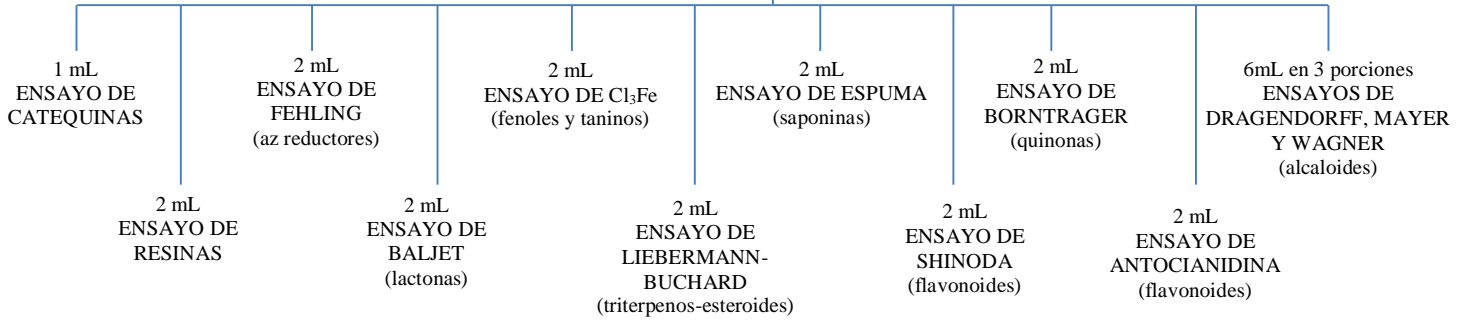 1 mL
ENSAYO DE
CATEQUINAS
2 mL
ENSAYO DE
RESINAS
2 mL
ENSAYO DE
FEHLING
(az reductores)
2 mL
ENSAYO DE
BALJET
(lactonas)
2 mL
ENSAYO DE Cl₃Fe
(fenoles y taninos)
2 mL
ENSAYO DE
LIEBERMANN-
BUCHARD
(triterpenos-esteroides)
2 mL
ENSAYO DE ESPUMA
(saponinas)
2 mL
ENSAYO DE
SHINODA
(flavonoides)
2 mL
ENSAYO DE
BORNTRAGER
(quinonas)
2 mL
ENSAYO DE
ANTOCIANIDINA
(flavonoides)
6mL en 3 porciones
ENSAYOS DE
DRAGENDORFF, MAYER
Y WAGNER
(alcaloides)